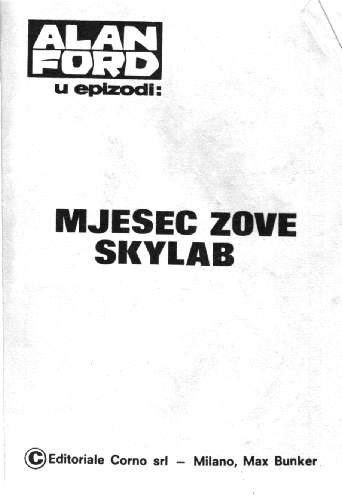 ALAN
FORD
u epizodi:
MJESEC ZOVE
SKYLAB
© Editoriale Corno srl – Milano, Max Bunker